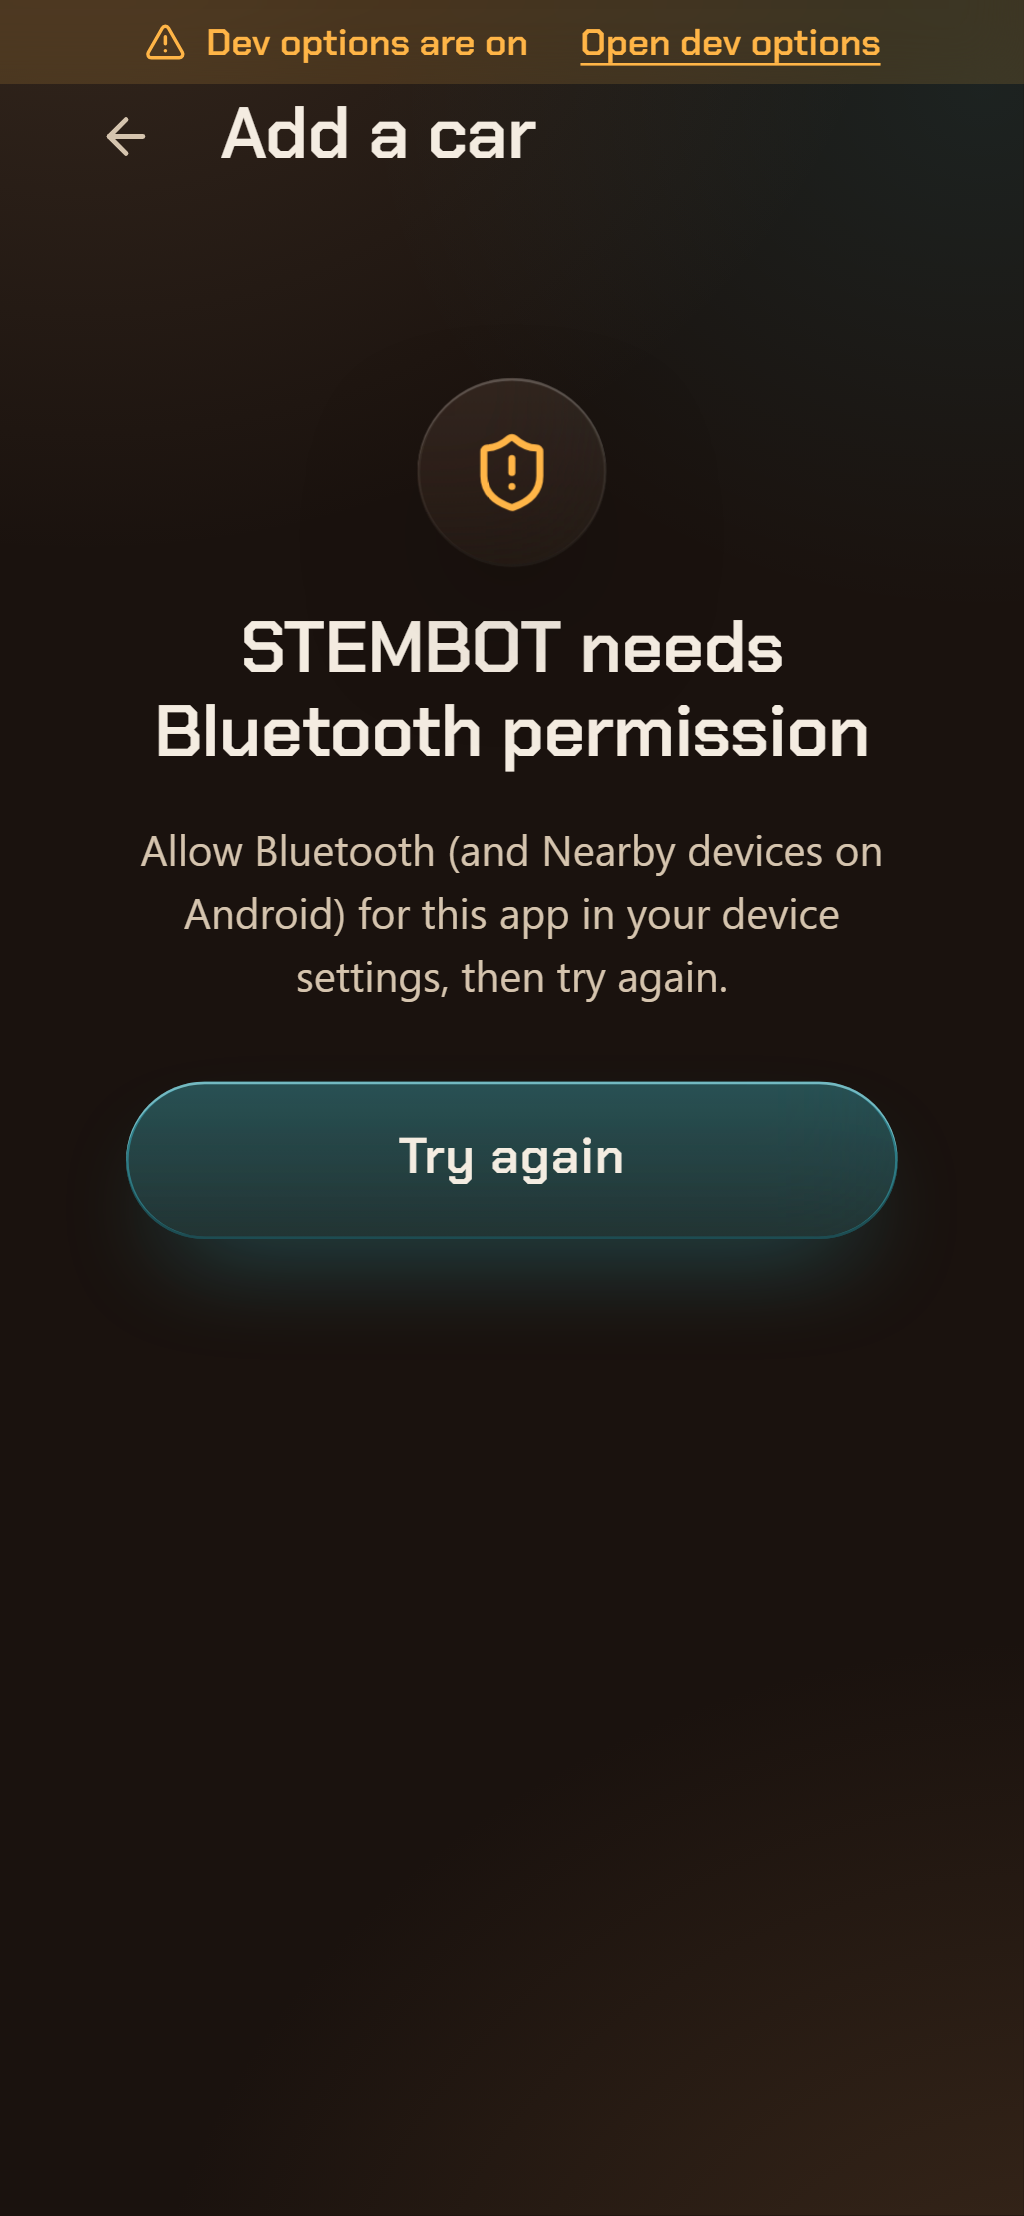 Dev options are on Open dev options
Add a car
STEMBOT needs
Bluetooth permission
Allow Bluetooth (and Nearby devices on
Android) for this app in your device
settings, then try again.
Try again